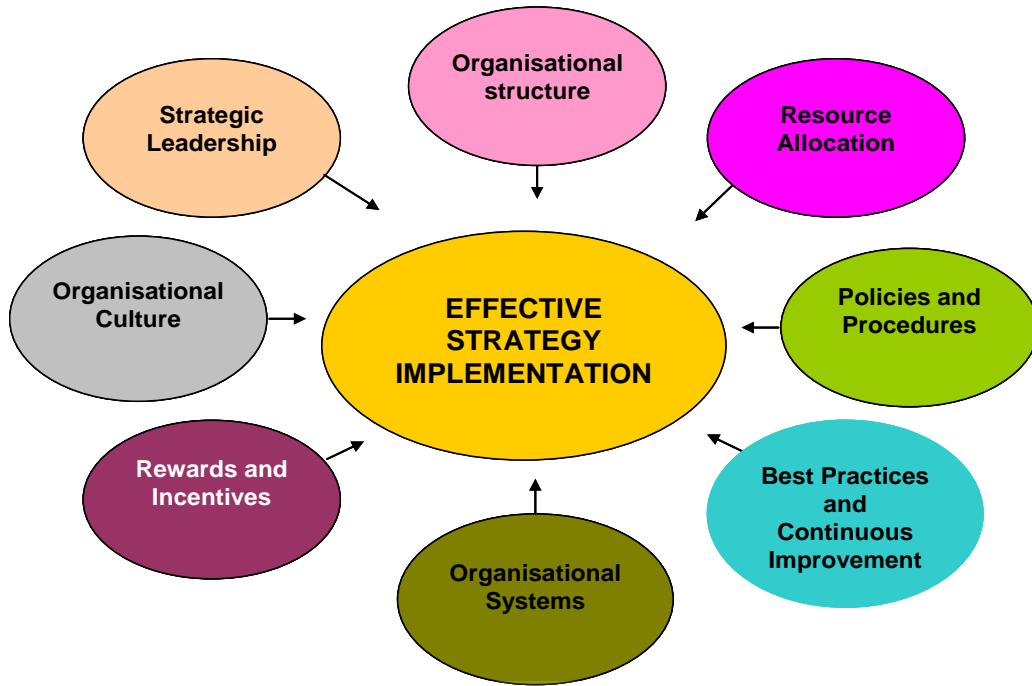 Organisational
structure
Strategic
Leadership
Resource
Allocation
Organisational
Culture
EFFECTIVE
STRATEGY
IMPLEMENTATION
Policies and
Procedures
Rewards and
Incentives
Best Practices
and
Continuous
Improvement
Organisational
Systems